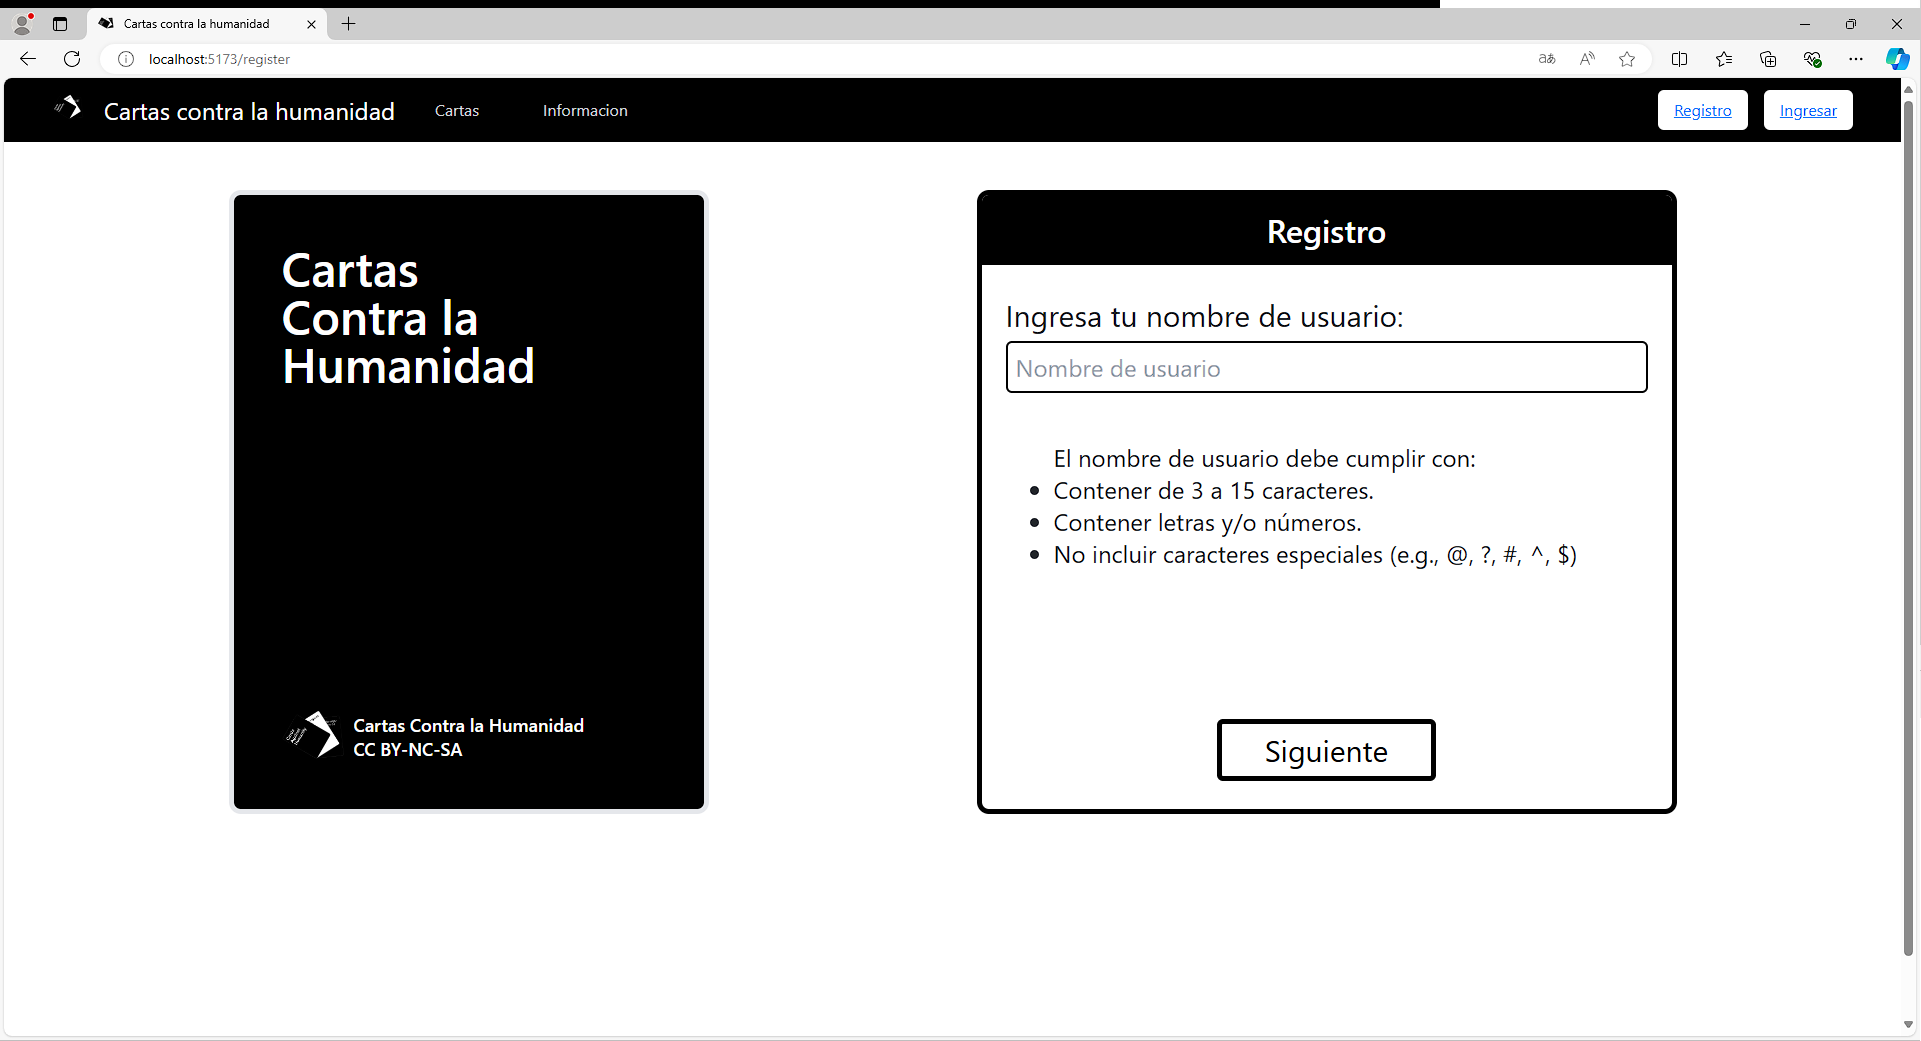 Cartas contra la humanidad
localhost:5173/register
Cartas contra la humanidad
Cartas
Informacion
Registro
Ingresar
Cartas
Contra la
Humanidad
Cartas Contra la Humanidad
CC BY-NC-SA
Registro
Ingresa tu nombre de usuario:
Nombre de usuario
El nombre de usuario debe cumplir con:
Contener de 3 a 15 caracteres.
Contener letras y/o números.
No incluir caracteres especiales (e.g., @, ?, #, ^, $)
Siguiente